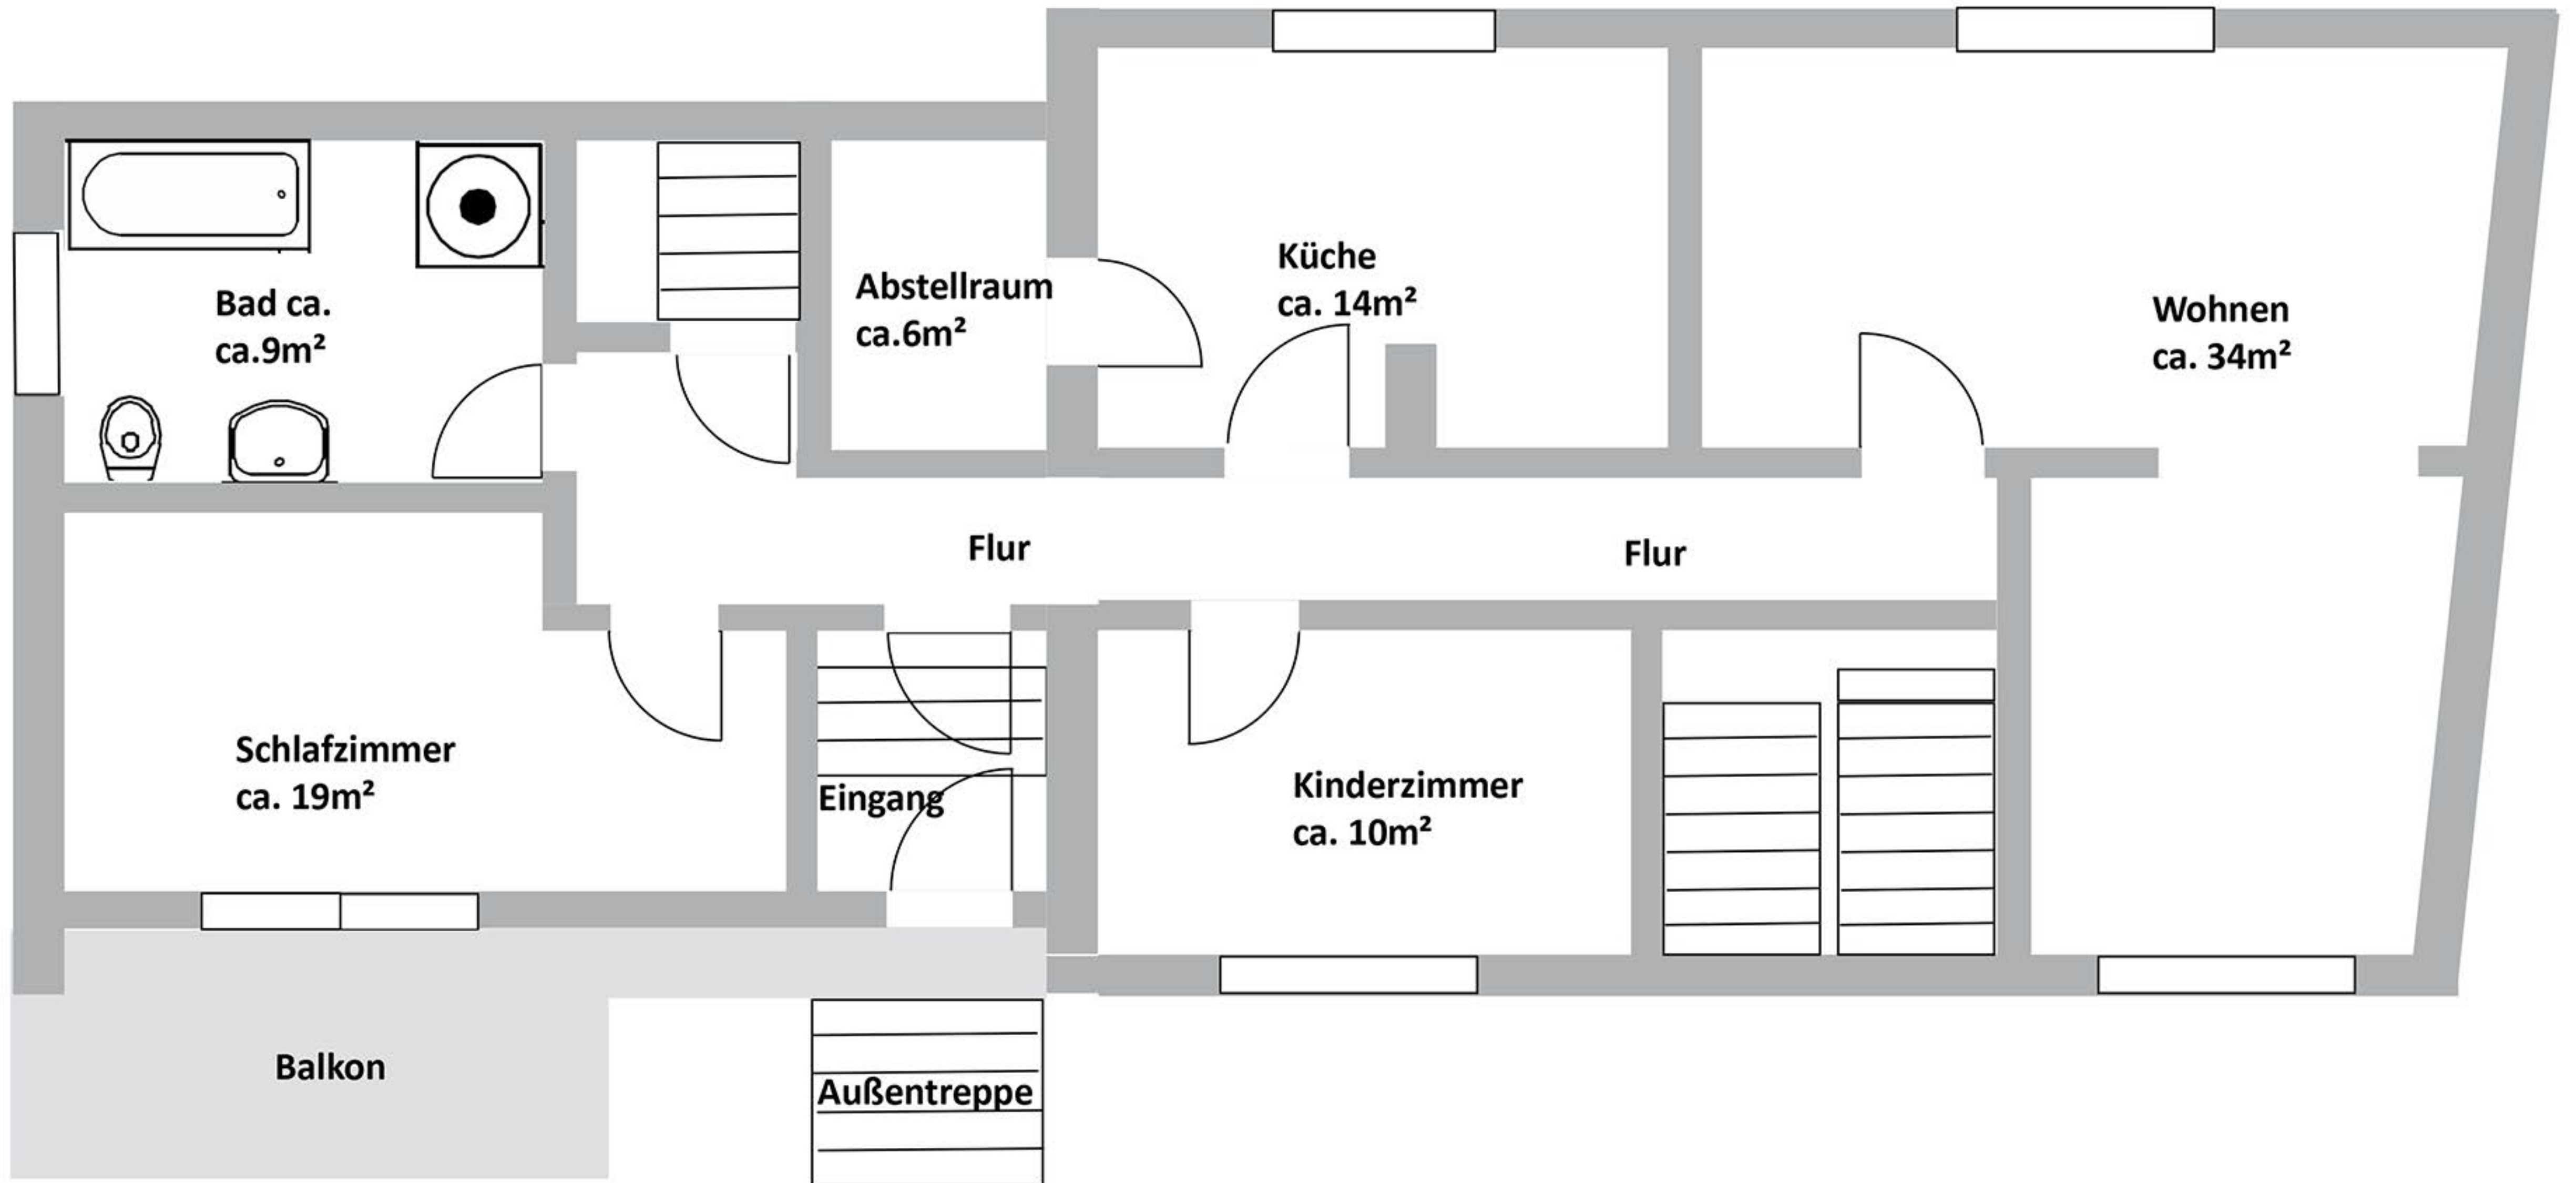 Bad ca.
ca.9m²
Abstellraum
ca.6m²
Küche
ca. 14m²
Wohnen
ca. 34m²
Flur
Flur
Schlafzimmer
ca. 19m²
Eingang
Kinderzimmer
ca. 10m²
Balkon
Außentreppe